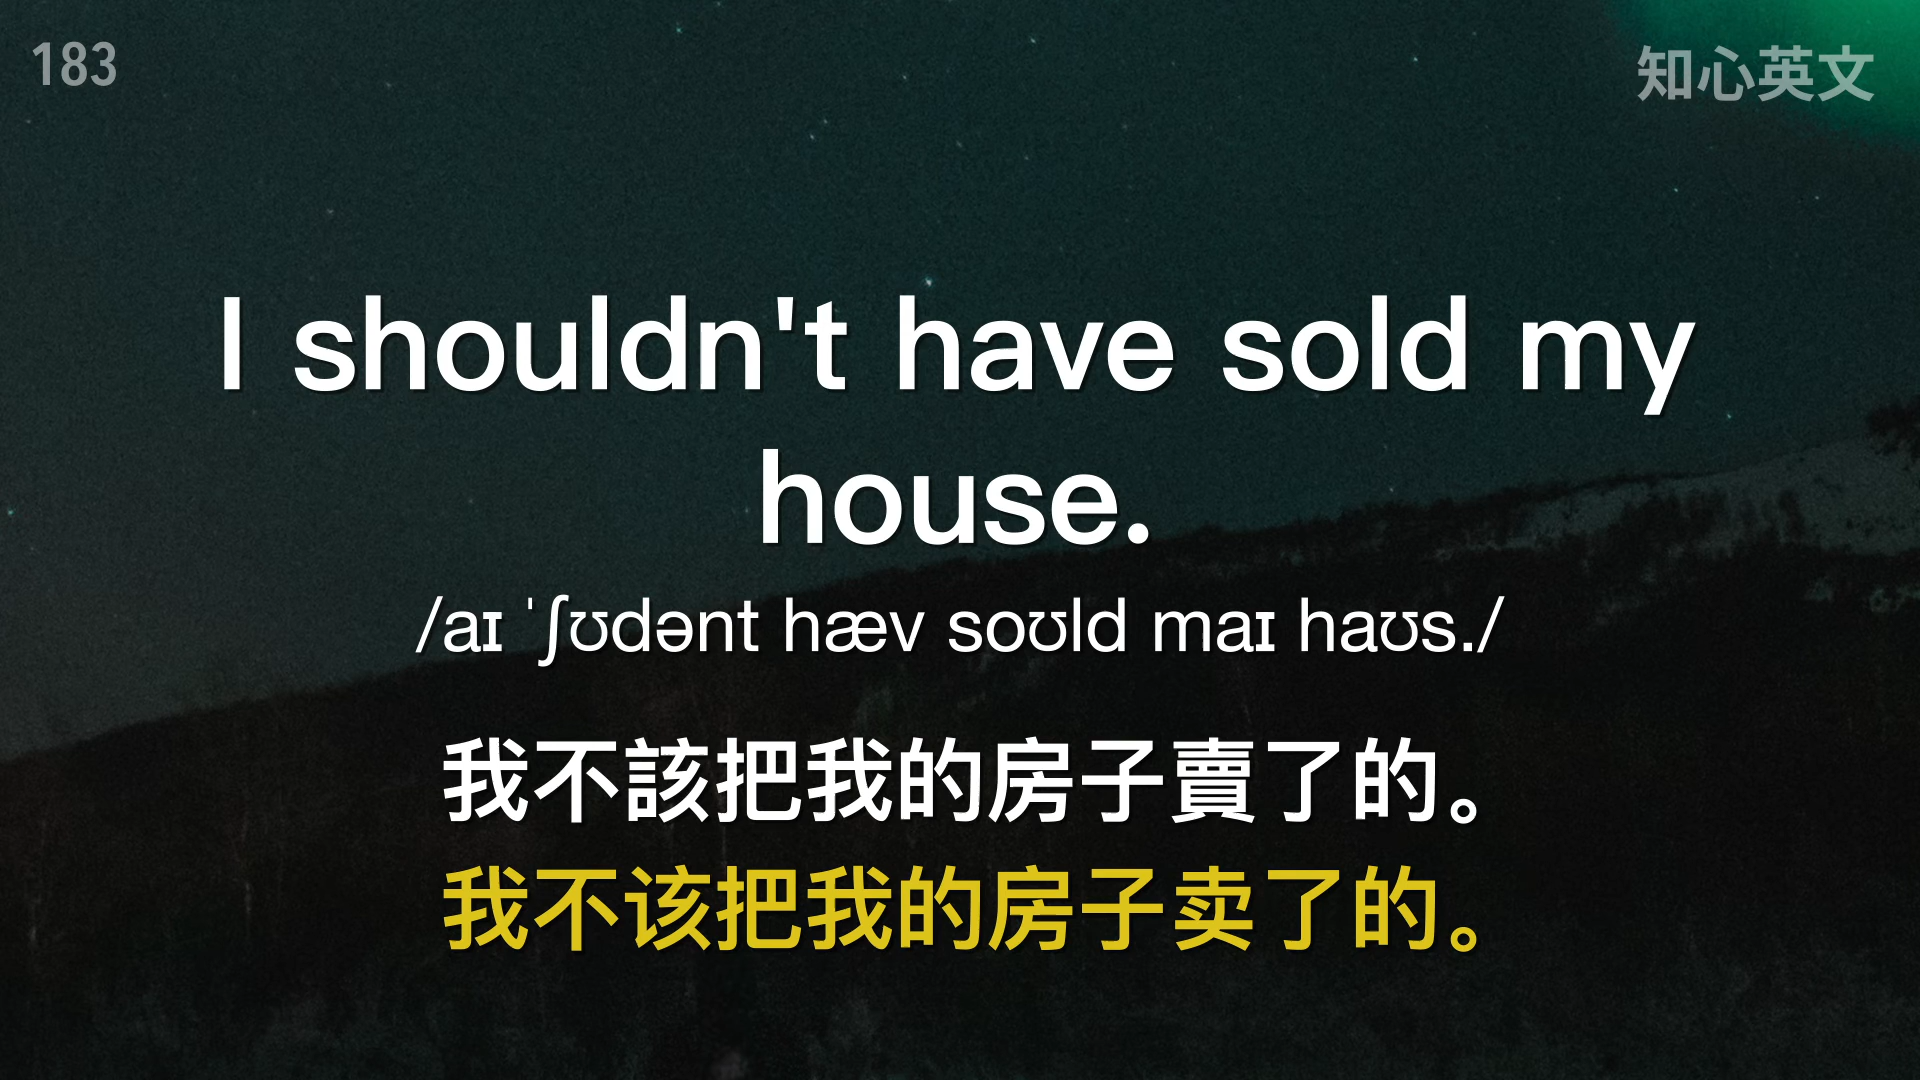 183
知心英文
I shouldn't have sold my
house.
/aɪ ˈʃʊdənt hæv soʊld maɪ haʊs./
我不該把我的房子賣了的。
我不该把我的房子卖了的。